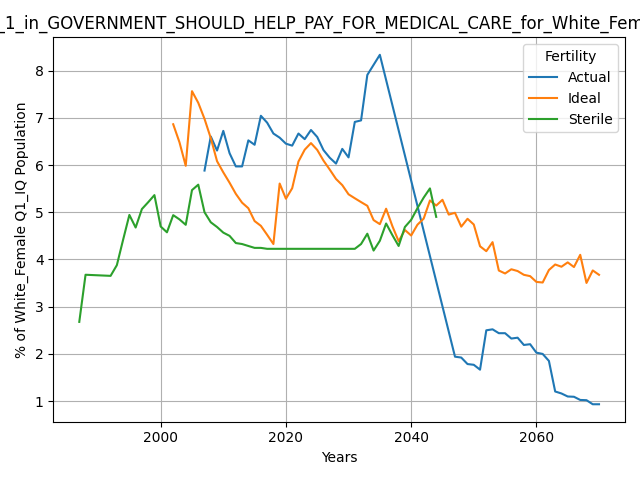 _1_in_GOVERNMENT_SHOULD_HELP_PAY_FOR_MEDICAL_CARE_for_White_Fem
Fertility
Actual
Ideal
Sterile
% of White_Female Q1_IQ Population
8
7
6
5
4
3
2
1
2000 2020 2040 2060
Years